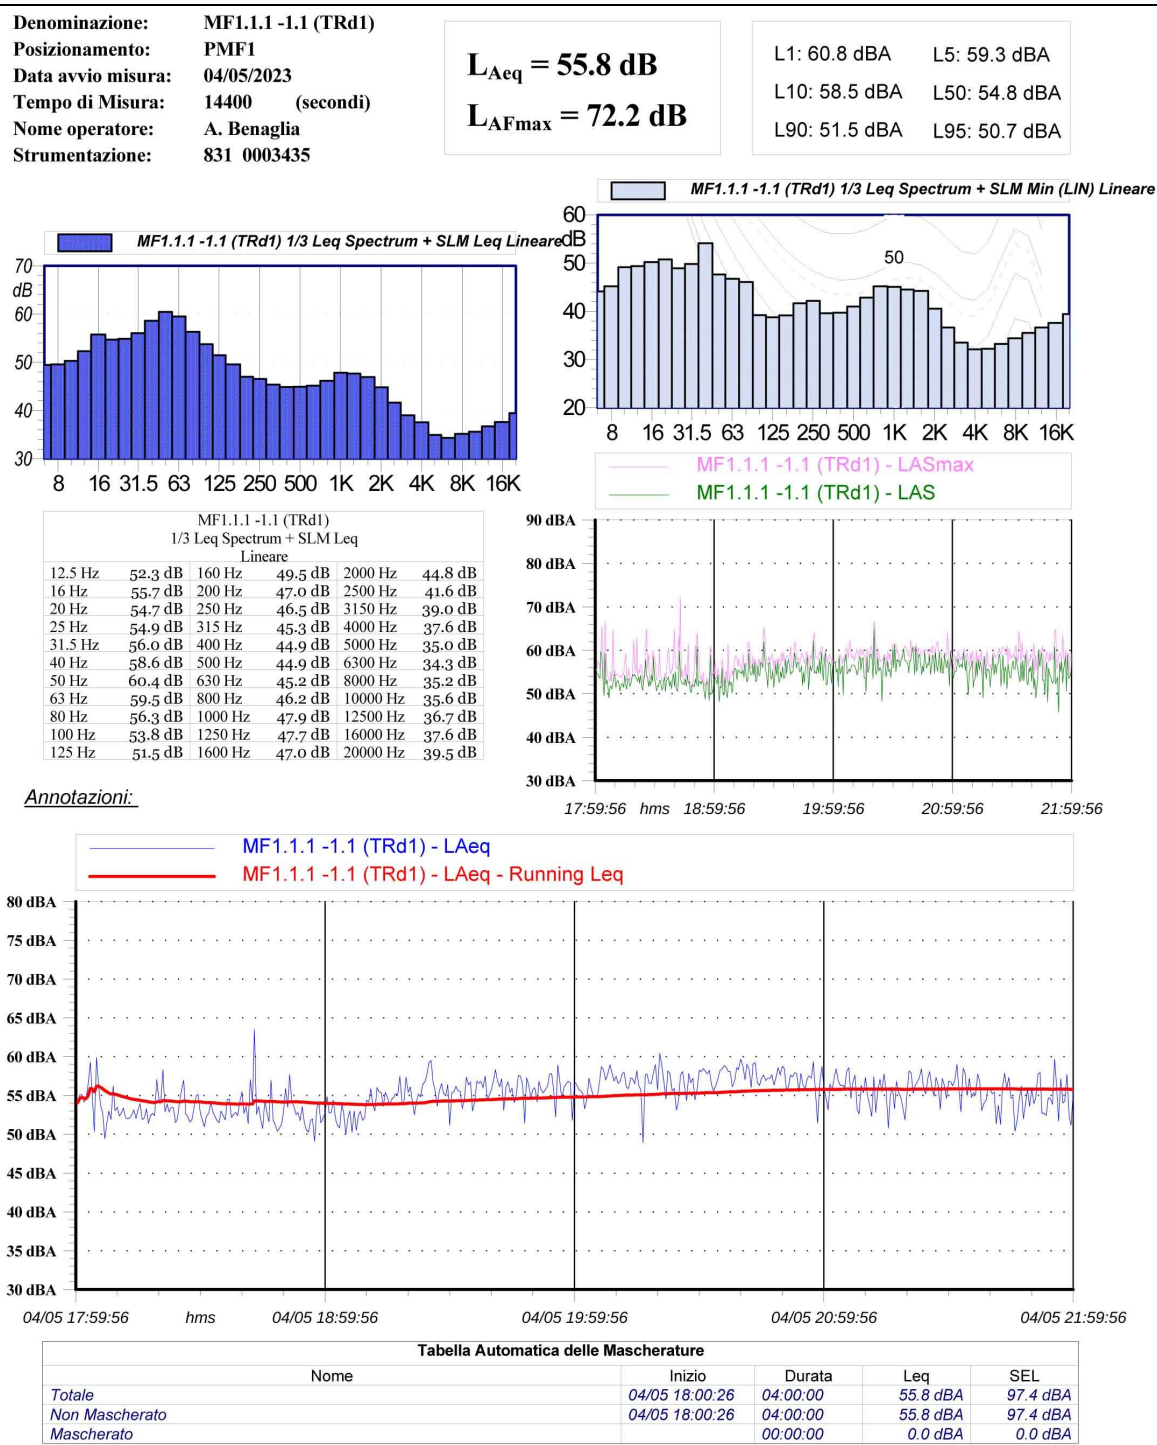 Denominazione: MF1.1.1 -1.1 (TRd1)
Posizionamento: PMF1
Data avvio misura: 04/05/2023
Tempo di Misura: 14400 (secondi)
Nome operatore: A. Benaglia
Strumentazione: 831 0003435
LAeq = 55.8 dB
LAFmax = 72.2 dB
L1: 60.8 dBA L5: 59.3 dBA
L10: 58.5 dBA L50: 54.8 dBA
L90: 51.5 dBA L95: 50.7 dBA
MF1.1.1 -1.1 (TRd1) 1/3 Leq Spectrum + SLM Leq Lineare
70
dB
60
50
40
30
8 16 31.5 63 125 250 500 1K 2K 4K 8K 16K
MF1.1.1 -1.1 (TRd1) 1/3 Leq Spectrum + SLM Min (LIN) Lineare
60
dB
50
40
30
20
50
8 16 31.5 63 125 250 500 1K 2K 4K 8K 16K
MF1.1.1 -1.1 (TRd1)
1/3 Leq Spectrum + SLM Leq
Lineare
12.5 Hz 52.3 dB 160 Hz 49.5 dB 2000 Hz 44.8 dB
16 Hz 55.7 dB 200 Hz 47.0 dB 2500 Hz 41.6 dB
20 Hz 54.7 dB 250 Hz 46.5 dB 3150 Hz 39.0 dB
25 Hz 54.9 dB 315 Hz 45.3 dB 4000 Hz 37.6 dB
31.5 Hz 56.0 dB 400 Hz 44.9 dB 5000 Hz 35.0 dB
40 Hz 58.6 dB 500 Hz 44.9 dB 6300 Hz 34.3 dB
50 Hz 60.4 dB 630 Hz 45.2 dB 8000 Hz 35.2 dB
63 Hz 59.5 dB 800 Hz 46.2 dB 10000 Hz 35.6 dB
80 Hz 56.3 dB 1000 Hz 47.9 dB 12500 Hz 36.7 dB
100 Hz 53.8 dB 1250 Hz 47.7 dB 16000 Hz 37.6 dB
125 Hz 51.5 dB 1600 Hz 47.0 dB 20000 Hz 39.5 dB
MF1.1.1 -1.1 (TRd1) - LASmax
MF1.1.1 -1.1 (TRd1) - LAS
90 dBA
80 dBA
70 dBA
60 dBA
50 dBA
40 dBA
30 dBA
17:59:56 hms 18:59:56 19:59:56 20:59:56 21:59:56
Annotazioni:
MF1.1.1 -1.1 (TRd1) - LAeq
MF1.1.1 -1.1 (TRd1) - LAeq - Running Leq
80 dBA
75 dBA
70 dBA
65 dBA
60 dBA
55 dBA
50 dBA
45 dBA
40 dBA
35 dBA
30 dBA
04/05 17:59:56 hms 04/05 18:59:56 04/05 19:59:56 04/05 20:59:56 04/05 21:59:56
Tabella Automatica delle Mascherature
Nome Inizio Durata Leq SEL
Totale 04/05 18:00:26 04:00:00 55.8 dBA 97.4 dBA
Non Mascherato 04/05 18:00:26 04:00:00 55.8 dBA 97.4 dBA
Mascherato 00:00:00 0.0 dBA 0.0 dBA